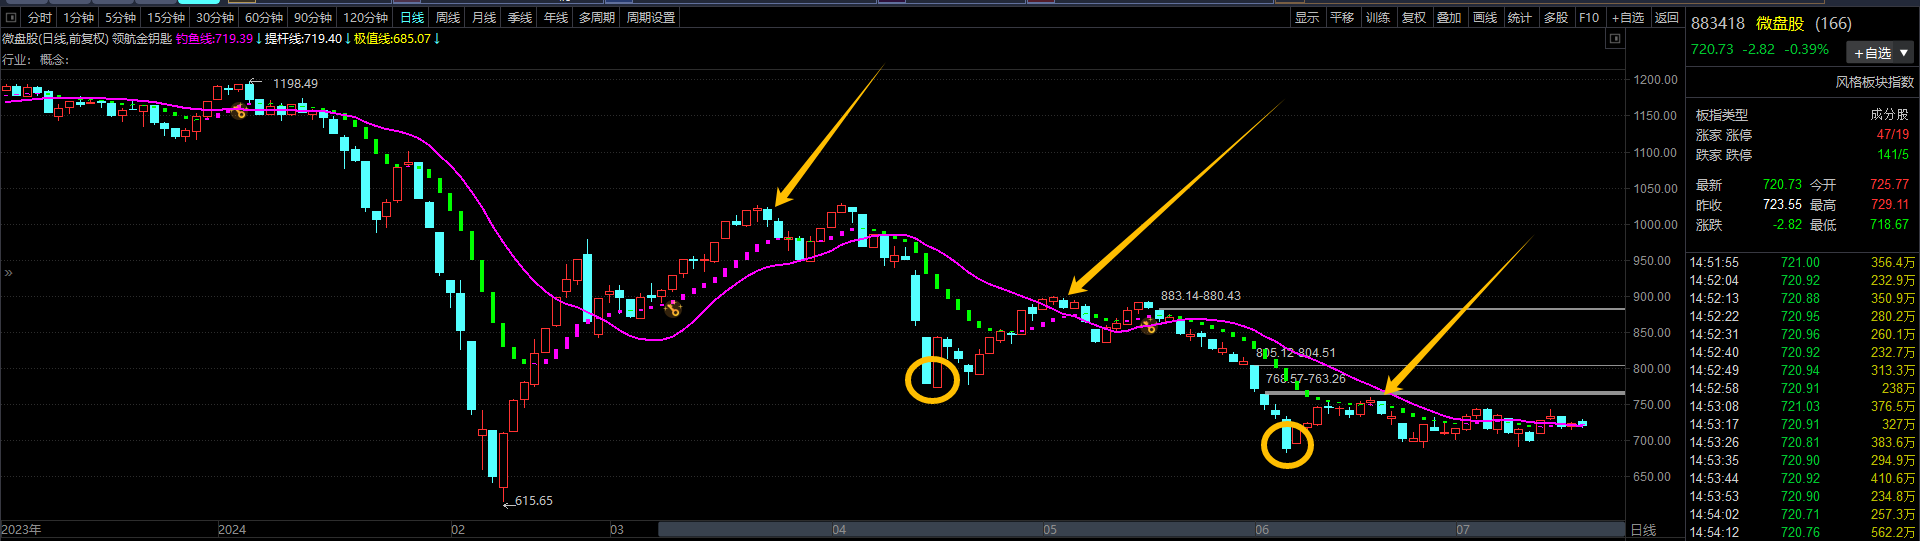 分时 1分钟 5分钟 15分钟 30分钟 60分钟 90分钟 120分钟 日线 周线 月线 季线 年线 多周期 周期设置 显示 平移 训练 复权 叠加 画线 统计 多股 F10 +自选 返回
微盘股(日线,前复权) 领航金钥匙 钓鱼线:719.39↓提杆线:719.40↓极值线:685.07↓
行业: 概念:
1198.49
883.14-880.43
805.12-804.51
768.57-763.26
615.65
1200.00
1150.00
1100.00
1050.00
1000.00
950.00
900.00
850.00
800.00
750.00
700.00
650.00
2023年 2024 02 03 04 05 06 07 日线
883418 微盘股 (166)
720.73 -2.82 -0.39% +自选 ▼
风格板块指数
板指类型 成分股
涨家 涨停 47/19
跌家 跌停 141/5
最新 720.73 今开 725.77
昨收 723.55 最高 729.11
涨跌 -2.82 最低 718.67
14:51:55 721.00 356.4万
14:52:04 720.92 232.9万
14:52:13 720.88 350.9万
14:52:22 720.95 280.2万
14:52:31 720.96 260.1万
14:52:40 720.92 232.7万
14:52:49 720.94 313.3万
14:52:58 720.91 238万
14:53:08 721.03 376.5万
14:53:17 720.91 327万
14:53:26 720.81 383.6万
14:53:35 720.90 294.9万
14:53:44 720.92 410.6万
14:53:53 720.90 234.8万
14:54:02 720.71 257.3万
14:54:12 720.76 562.2万